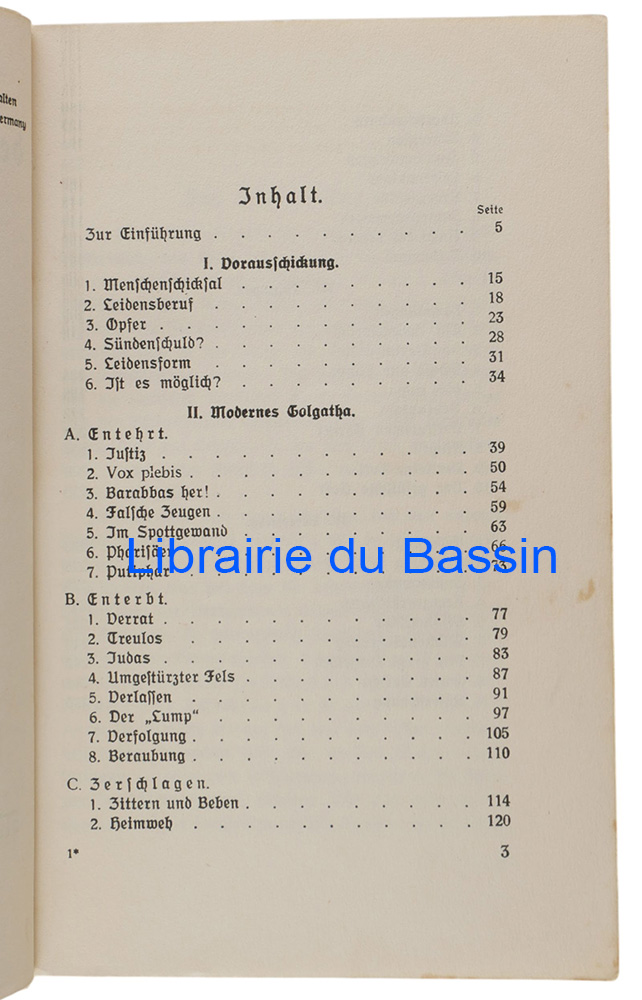 alten
ermany
Inhalt.
Seite
Zur Einführung . . . . . . . . . . 5
I. Vorausschickung.
1. Menschenschicksal . . . . . . . . . 15
2. Leidensberuf . . . . . . . . . . 18
3. Opfer . . . . . . . . . . . . 23
4. Sündenschuld? . . . . . . . . . . 28
5. Leidensform . . . . . . . . . . 31
6. Ist es möglich? . . . . . . . . . 34
II. Modernes Golgatha.
A. Entehrt.
1. Justiz . . . . . . . . . . . . 39
2. Vox plebis . . . . . . . . . . . 50
3. Barabbas her! . . . . . . . . . . 54
4. Falsche Zeugen . . . . . . . . . . 59
5. Im Spottgewand . . . . . . . . . 63
6. Pharisäer 66
7. Putiphar . . . . . . . . . . . 73
Librairie du Bassin
B. Enterbt.
1. Verrat . . . . . . . . . . . . 77
2. Treulos . . . . . . . . . . . 79
3. Judas . . . . . . . . . . . . 83
4. Umgestürzter Fels . . . . . . . . . 87
5. Verlassen . . . . . . . . . . . 91
6. Der „Lump“ . . . . . . . . . . 97
7. Verfolgung . . . . . . . . . . . 105
8. Beraubung . . . . . . . . . . . 110
C. Zerschlagen.
1. Zittern und Beben . . . . . . . . . 114
2. Heimweh . . . . . . . . . . . 120
1*
3